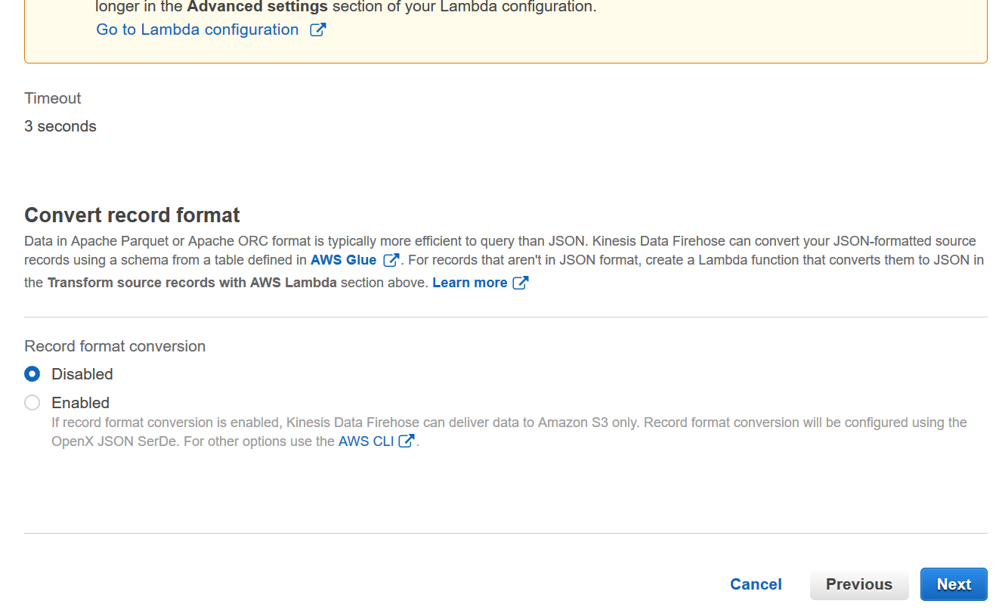 longer in the Advanced settings section of your Lambda configuration.
Go to Lambda configuration
Timeout
3 seconds
Convert record format
Data in Apache Parquet or Apache ORC format is typically more efficient to query than JSON. Kinesis Data Firehose can convert your JSON-formatted source
records using a schema from a table defined in AWS Glue . For records that aren't in JSON format, create a Lambda function that converts them to JSON in
the Transform source records with AWS Lambda section above. Learn more
Record format conversion
Disabled
Enabled
If record format conversion is enabled, Kinesis Data Firehose can deliver data to Amazon S3 only. Record format conversion will be configured using the
OpenX JSON SerDe. For other options use the AWS CLI .
Cancel Previous Next